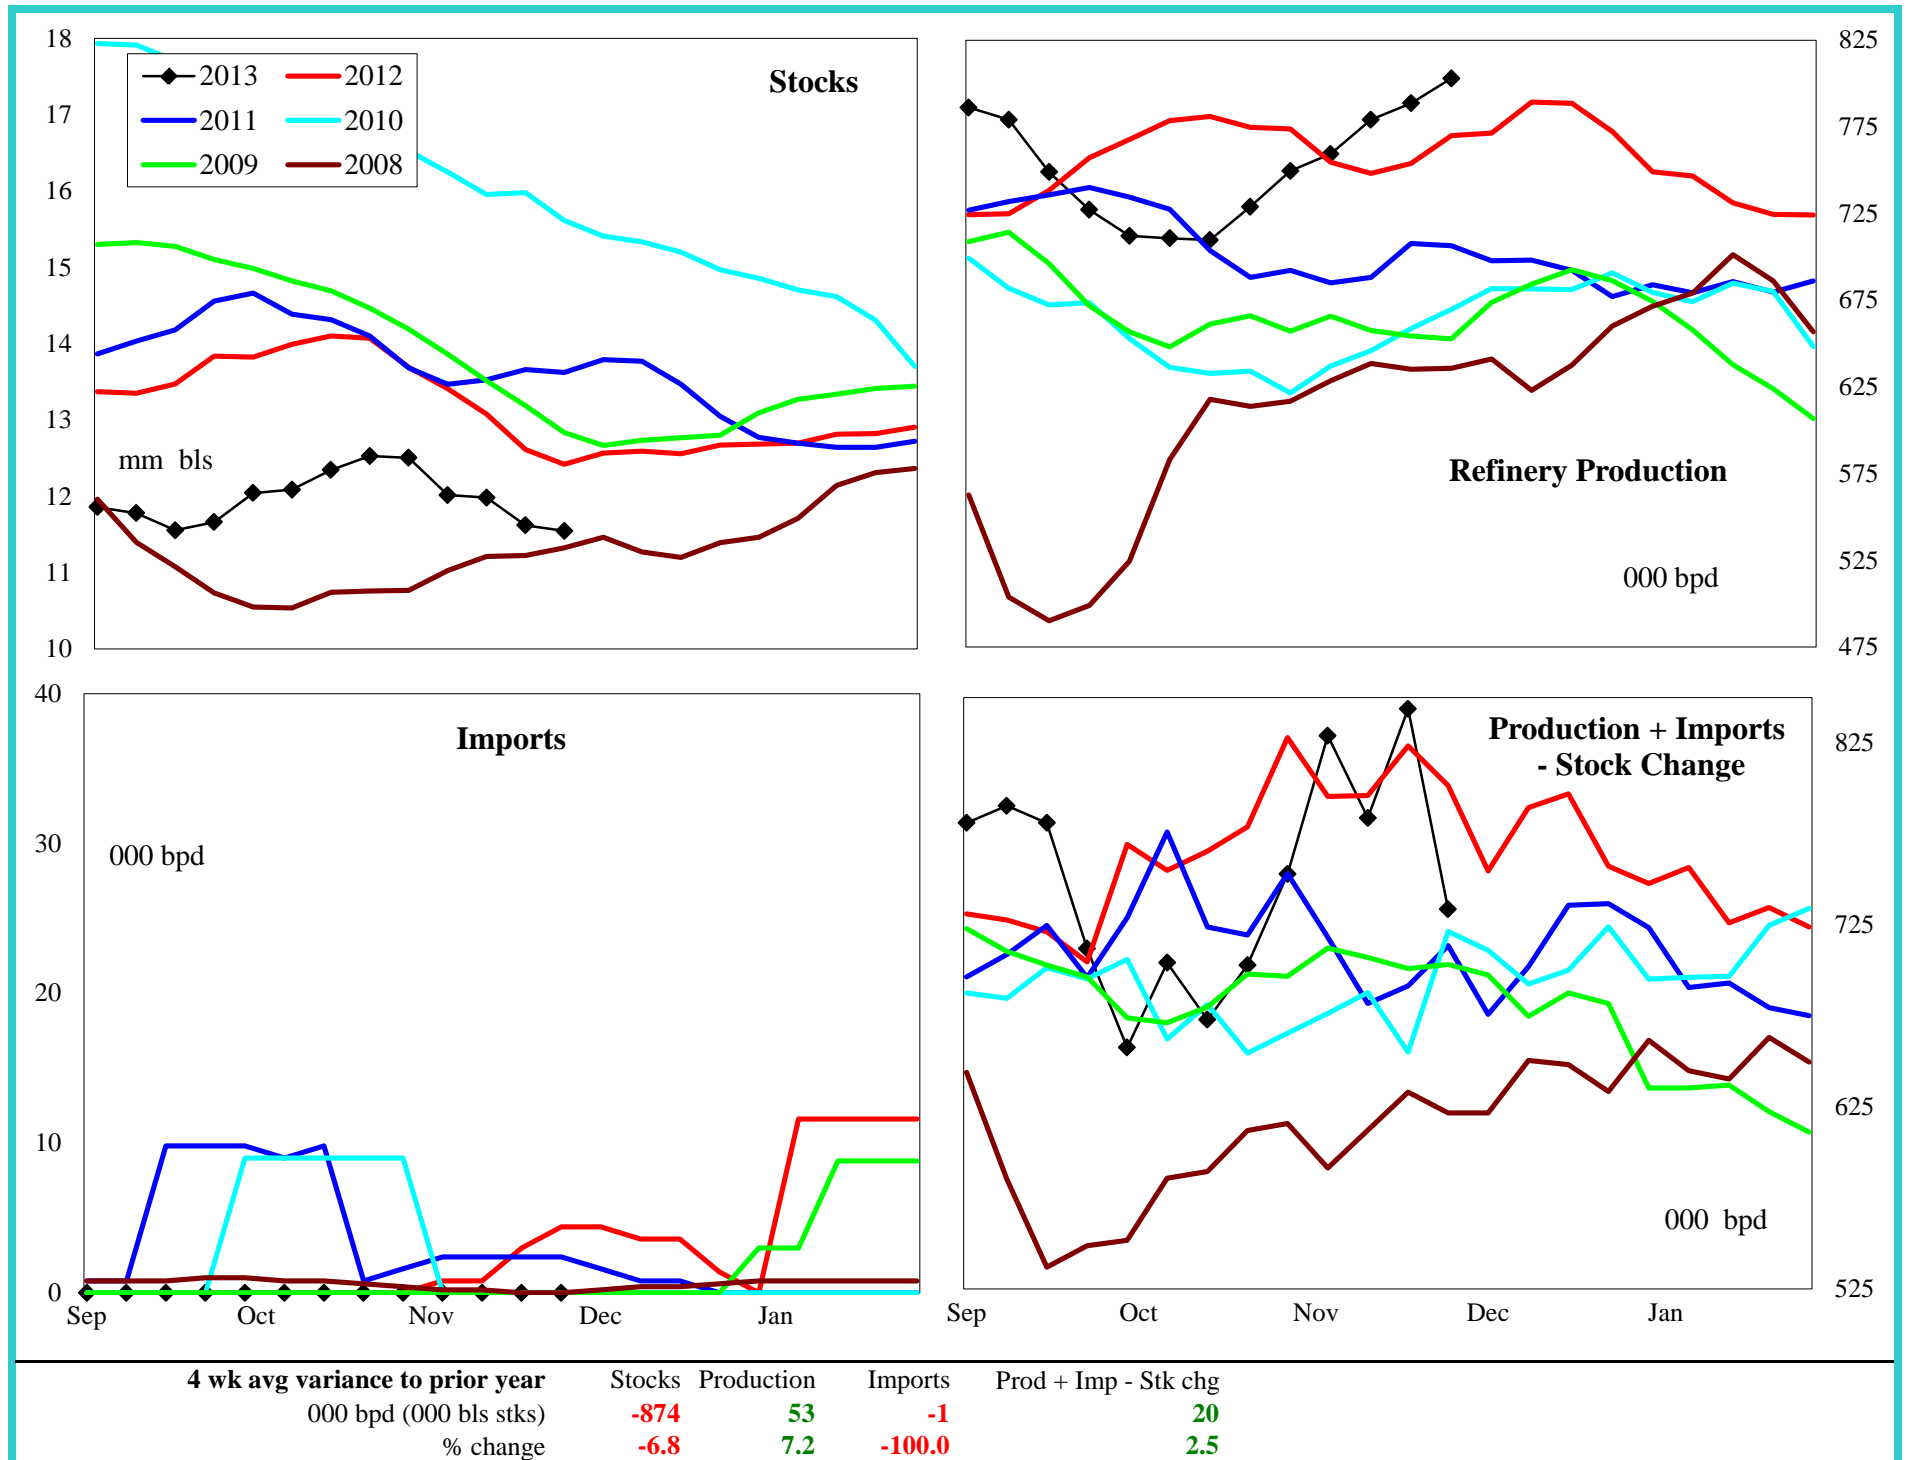 Stocks
2013 2012
2011 2010
2009 2008
mm bls
18
17
16
15
14
13
12
11
10
Refinery Production
000 bpd
825
775
725
675
625
575
525
475
Imports
000 bpd
40
30
20
10
0
Sep Oct Nov Dec Jan
Production + Imports
- Stock Change
000 bpd
825
725
625
525
Sep Oct Nov Dec Jan
4 wk avg variance to prior year Stocks Production Imports Prod + Imp - Stk chg
000 bpd (000 bls stks) -874 53 -1 20
% change -6.8 7.2 -100.0 2.5